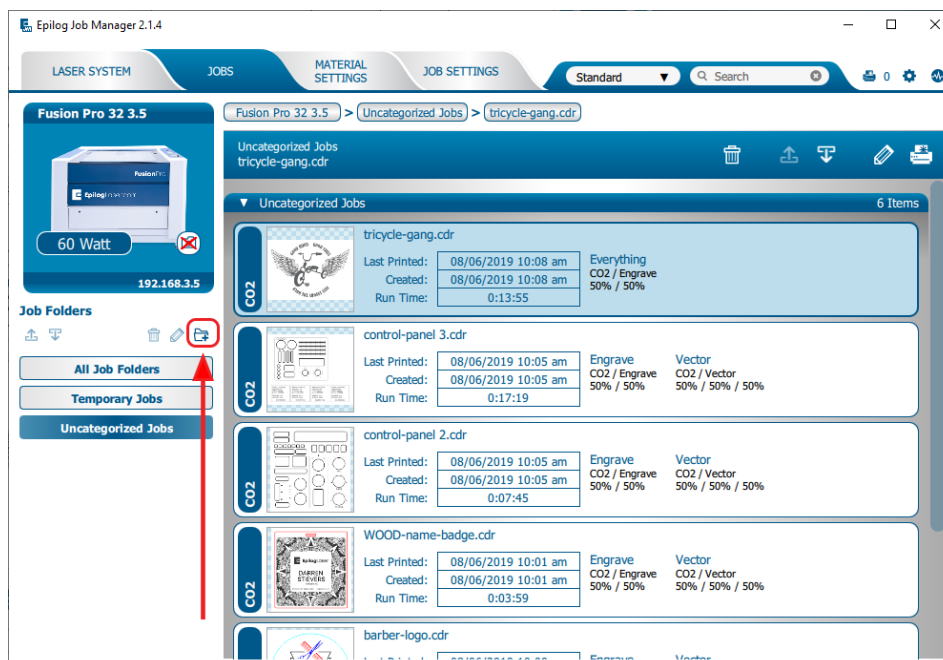 Epilog Job Manager 2.1.4
LASER SYSTEM
JOBS
MATERIAL
SETTINGS
JOB SETTINGS
Standard
Search
0
Fusion Pro 32 3.5
FusionPro
EpilogLaser.com
60 Watt
192.168.3.5
Job Folders
All Job Folders
Temporary Jobs
Uncategorized Jobs
Fusion Pro 32 3.5 > Uncategorized Jobs > tricycle-gang.cdr
Uncategorized Jobs
tricycle-gang.cdr
Uncategorized Jobs 6 Items
CO2
tricycle-gang.cdr
Last Printed: 08/06/2019 10:08 am
Created: 08/06/2019 10:08 am
Run Time: 0:13:55
Everything
CO2 / Engrave
50% / 50%
CO2
control-panel 3.cdr
Last Printed: 08/06/2019 10:05 am
Created: 08/06/2019 10:05 am
Run Time: 0:17:19
Engrave
CO2 / Engrave
50% / 50%
Vector
CO2 / Vector
50% / 50% / 50%
CO2
control-panel 2.cdr
Last Printed: 08/06/2019 10:05 am
Created: 08/06/2019 10:05 am
Run Time: 0:07:45
Engrave
CO2 / Engrave
50% / 50%
Vector
CO2 / Vector
50% / 50% / 50%
CO2
EpilogLaser
DARREN
STEVERS
WOOD-name-badge.cdr
Last Printed: 08/06/2019 10:01 am
Created: 08/06/2019 10:01 am
Run Time: 0:03:59
Engrave
CO2 / Engrave
50% / 50%
Vector
CO2 / Vector
50% / 50% / 50%
barber-logo.cdr